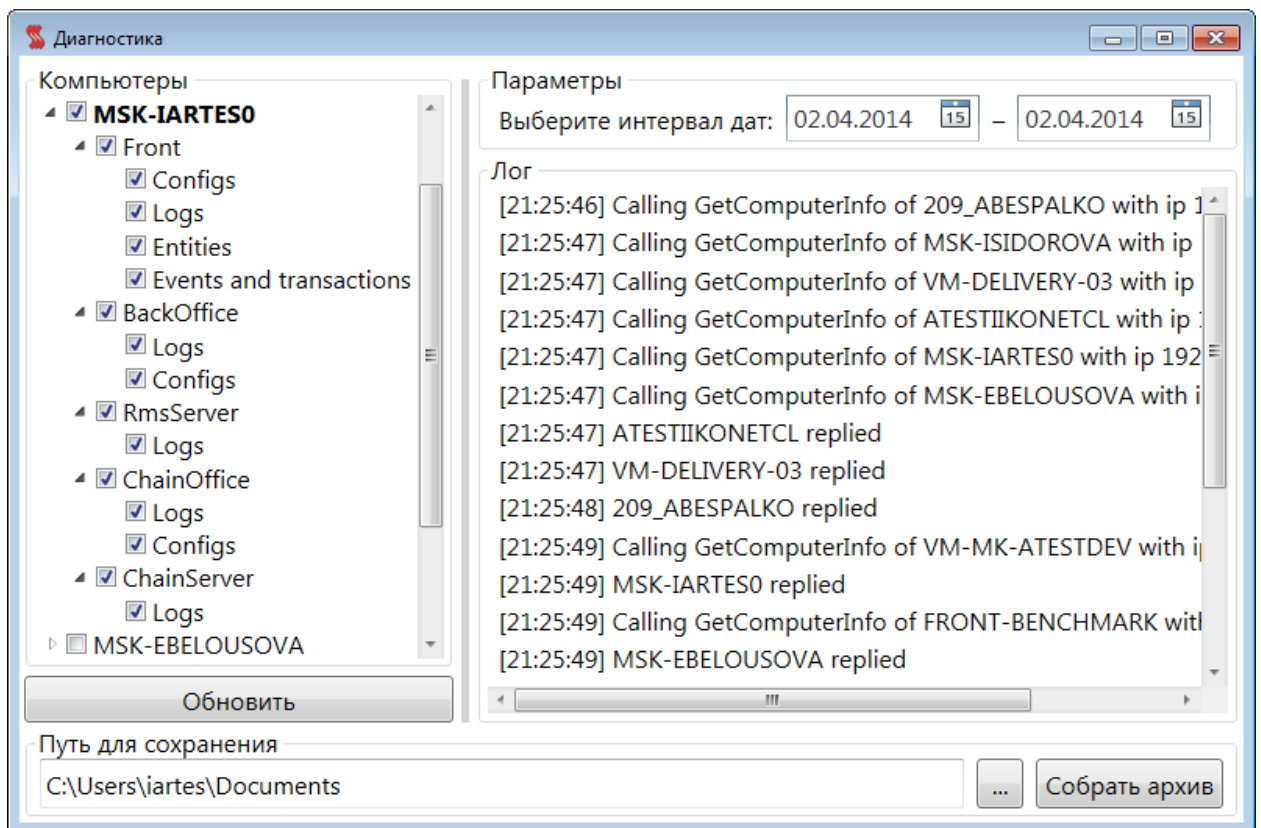 Диагностика
Компьютеры
MSK-IARTES0
Front
Configs
Logs
Entities
Events and transactions
BackOffice
Logs
Configs
RmsServer
Logs
ChainOffice
Logs
Configs
ChainServer
Logs
MSK-EBELOUSOVA
Обновить
Параметры
Выберите интервал дат: 02.04.2014 15 – 02.04.2014 15
Лог
[21:25:46] Calling GetComputerInfo of 209_ABESPALKO with ip 1
[21:25:47] Calling GetComputerInfo of MSK-ISIDOROVA with ip
[21:25:47] Calling GetComputerInfo of VM-DELIVERY-03 with ip
[21:25:47] Calling GetComputerInfo of ATESTIIKONETCL with ip
[21:25:47] Calling GetComputerInfo of MSK-IARTES0 with ip 192
[21:25:47] Calling GetComputerInfo of MSK-EBELOUSOVA with i
[21:25:47] ATESTIIKONETCL replied
[21:25:47] VM-DELIVERY-03 replied
[21:25:48] 209_ABESPALKO replied
[21:25:49] Calling GetComputerInfo of VM-MK-ATESTDEV with i
[21:25:49] MSK-IARTES0 replied
[21:25:49] Calling GetComputerInfo of FRONT-BENCHMARK with
[21:25:49] MSK-EBELOUSOVA replied
Путь для сохранения
C:\Users\iartes\Documents
...
Собрать архив